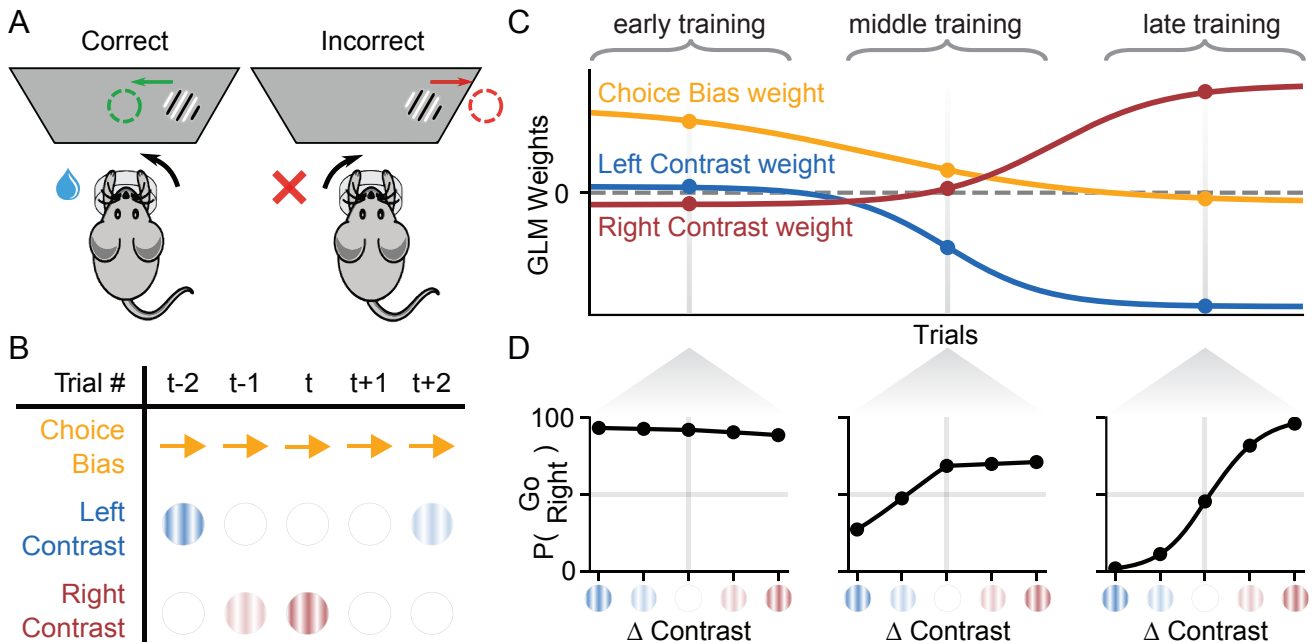 A
Correct
Incorrect
B
Trial #
t-2
t-1
t
t+1
t+2
Choice
Bias
Left
Contrast
Right
Contrast
C
early training
middle training
late training
GLM Weights
0
Choice Bias weight
Left Contrast weight
Right Contrast weight
Trials
D
P( Go Right )
100
50
0
Δ Contrast
Δ Contrast
Δ Contrast